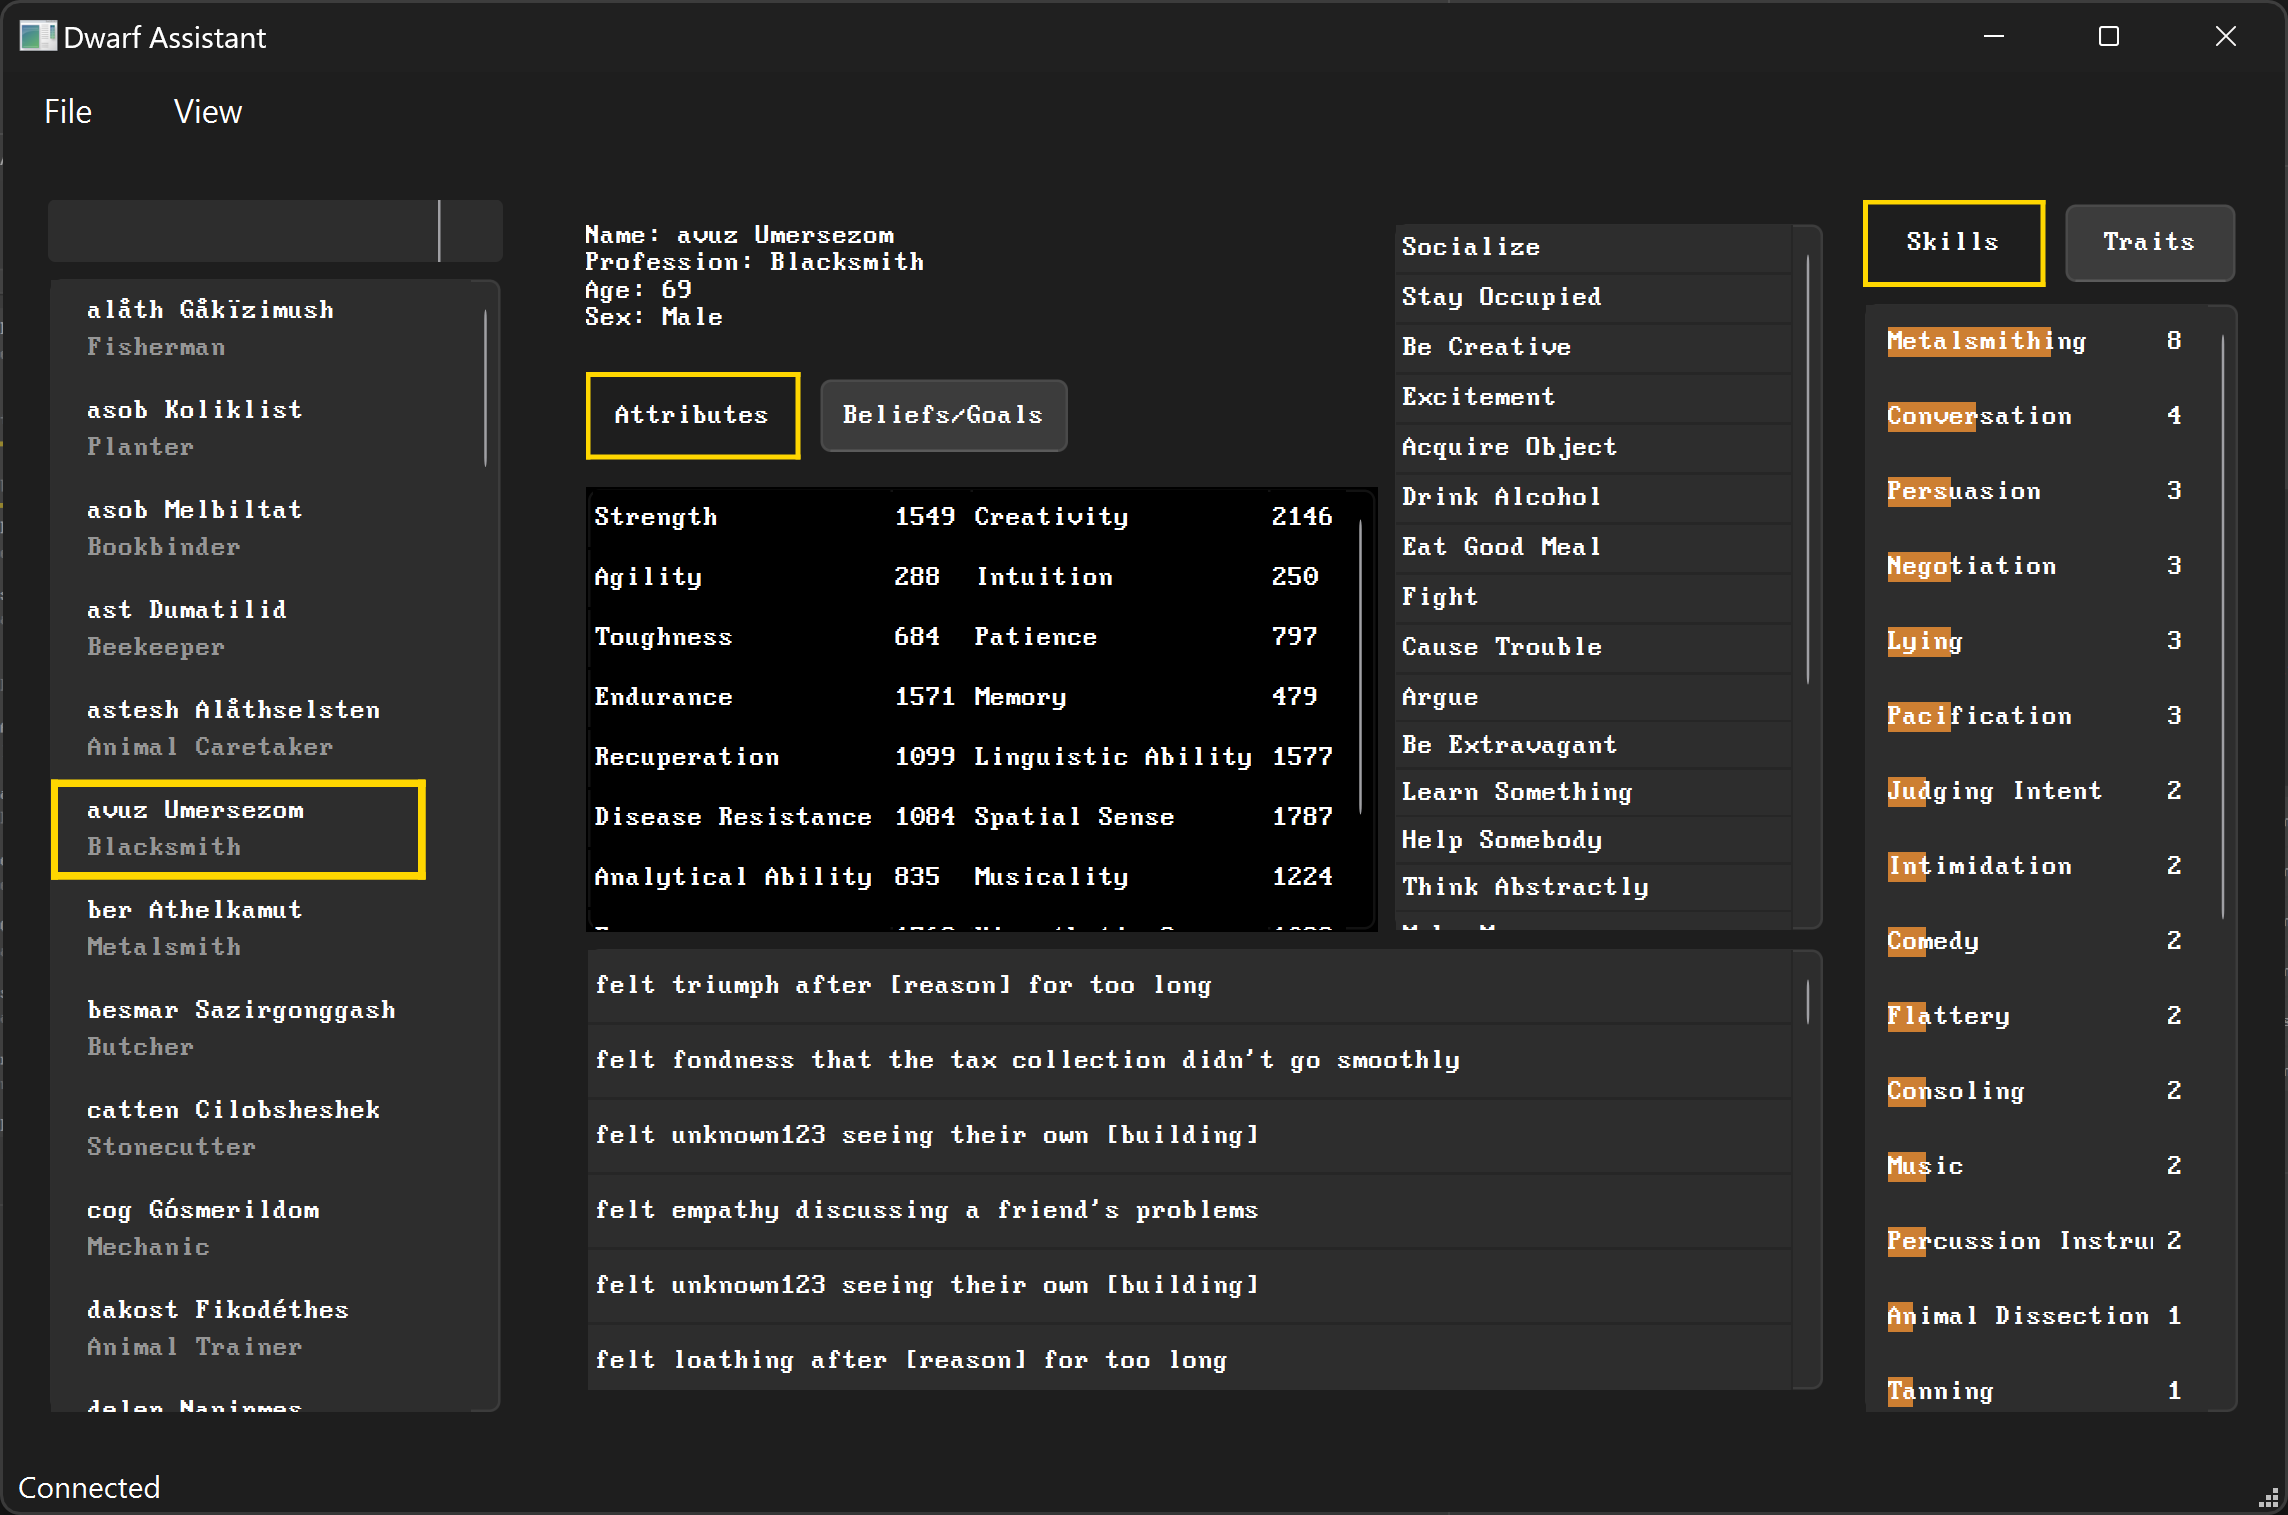 Dwarf Assistant
File View
alåth Gåkïzimush
Fisherman
asob Koliklist
Planter
asob Melbiltat
Bookbinder
ast Dumatilid
Beekeeper
astesh Alåthselsten
Animal Caretaker
avuz Umersezom
Blacksmith
ber Athelkamut
Metalsmith
besmar Sazirgonggash
Butcher
catten Cilobsheshek
Stonecutter
cog Gósmerildom
Mechanic
dakost Fikodéthes
Animal Trainer
Name: avuz Umersezom
Profession: Blacksmith
Age: 69
Sex: Male
Attributes Beliefs/Goals
Strength 1549 Creativity 2146
Agility 288 Intuition 250
Toughness 684 Patience 797
Endurance 1571 Memory 479
Recuperation 1099 Linguistic Ability 1577
Disease Resistance 1084 Spatial Sense 1787
Analytical Ability 835 Musicality 1224
Socialize
Stay Occupied
Be Creative
Excitement
Acquire Object
Drink Alcohol
Eat Good Meal
Fight
Cause Trouble
Argue
Be Extravagant
Learn Something
Help Somebody
Think Abstractly
felt triumph after [reason] for too long
felt fondness that the tax collection didn't go smoothly
felt unknown123 seeing their own [building]
felt empathy discussing a friend's problems
felt unknown123 seeing their own [building]
felt loathing after [reason] for too long
Skills Traits
Metalsmithing 8
Conversation 4
Persuasion 3
Negotiation 3
Lying 3
Pacification 3
Judging Intent 2
Intimidation 2
Comedy 2
Flattery 2
Consoling 2
Music 2
Percussion Instru 2
Animal Dissection 1
Tanning 1
Connected